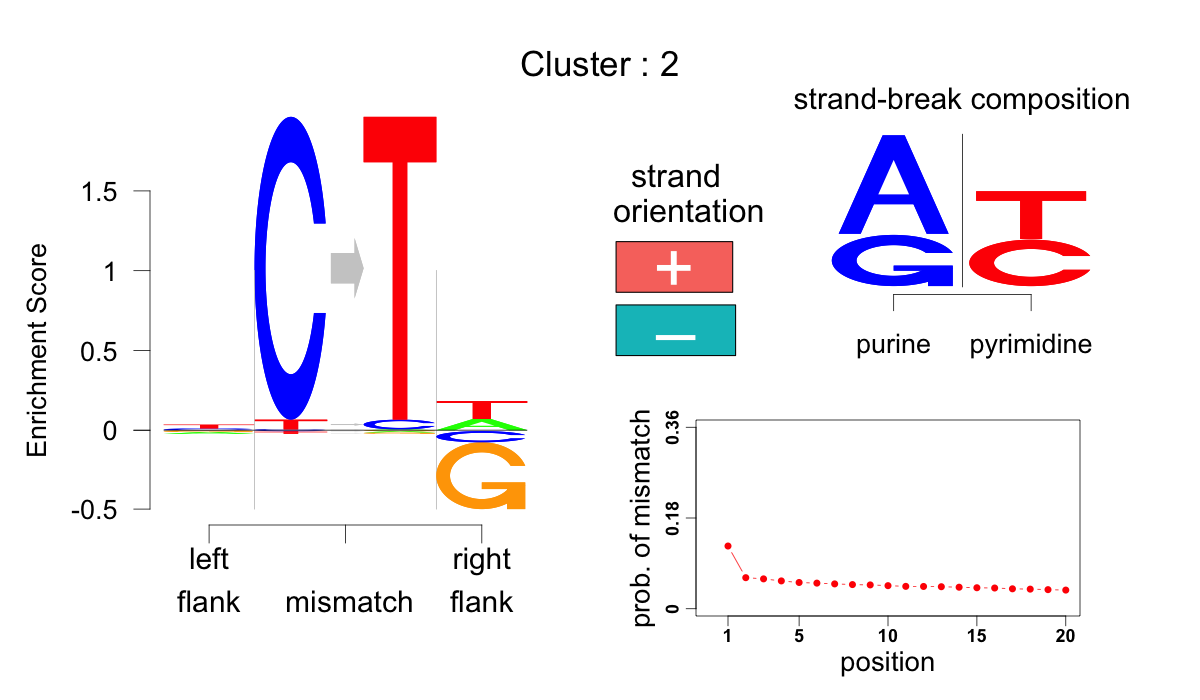 Cluster : 2
strand-break composition
A T
G C
purine pyrimidine
strand
orientation
+
−
Enrichment Score
1.5
1
0.5
0
-0.5
C T
T C
T
A
C
G
left
flank
mismatch
right
flank
prob. of mismatch
0.36
0.18
0
1 5 10 15 20
position